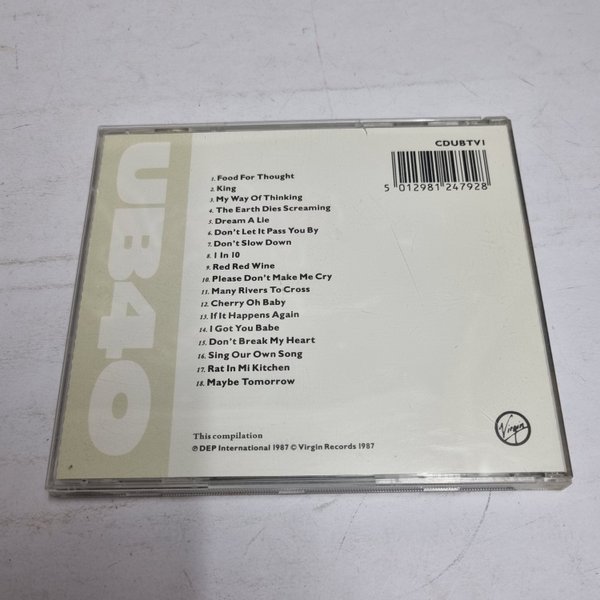 UB40
CDUBTV1
5 012981 247928
1. Food For Thought
2. King
3. My Way Of Thinking
4. The Earth Dies Screaming
5. Dream A Lie
6. Don't Let It Pass You By
7. Don't Slow Down
8. 1 In 10
9. Red Red Wine
10. Please Don't Make Me Cry
11. Many Rivers To Cross
12. Cherry Oh Baby
13. If It Happens Again
14. I Got You Babe
15. Don't Break My Heart
16. Sing Our Own Song
17. Rat In Mi Kitchen
18. Maybe Tomorrow
This compilation
℗ DEP International 1987 © Virgin Records 1987
Virgin